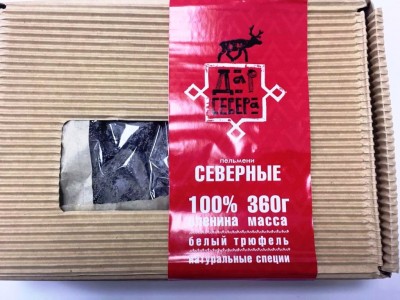 Дар
СЕВЕРа
пельмени
СЕВЕРНЫЕ
100% 360г
оленина масса
белый трюфель
натуральные специи